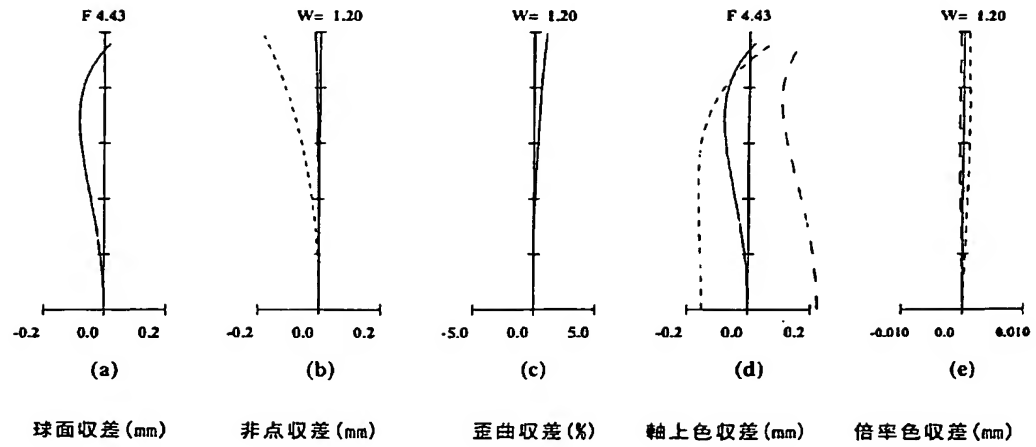 F 4.43 W= 1.20 W= 1.20 F 4.43 W= 1.20
-0.2 0.0 0.2 -0.2 0.0 0.2 -5.0 0.0 5.0 -0.2 0.0 0.2 -0.010 0.0 0.010
(a) (b) (c) (d) (e)
球面収差(mm) 非点収差(mm) 歪曲収差(%) 軸上色収差(mm) 倍率色収差(mm)